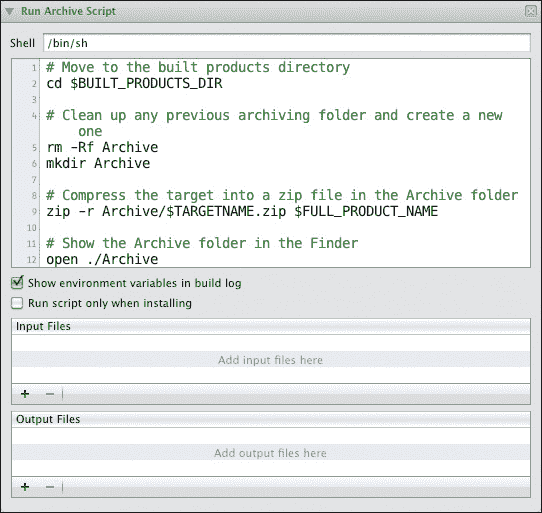 Run Archive Script
Shell /bin/sh
1 # Move to the built products directory
2 cd $BUILT_PRODUCTS_DIR
3
4 # Clean up any previous archiving folder and create a new
one
5 rm -Rf Archive
6 mkdir Archive
7
8 # Compress the target into a zip file in the Archive folder
9 zip -r Archive/$TARGETNAME.zip $FULL_PRODUCT_NAME
10
11 # Show the Archive folder in the Finder
12 open ./Archive
Show environment variables in build log
Run script only when installing
Input Files
Add input files here
+ −
Output Files
Add output files here
+ −